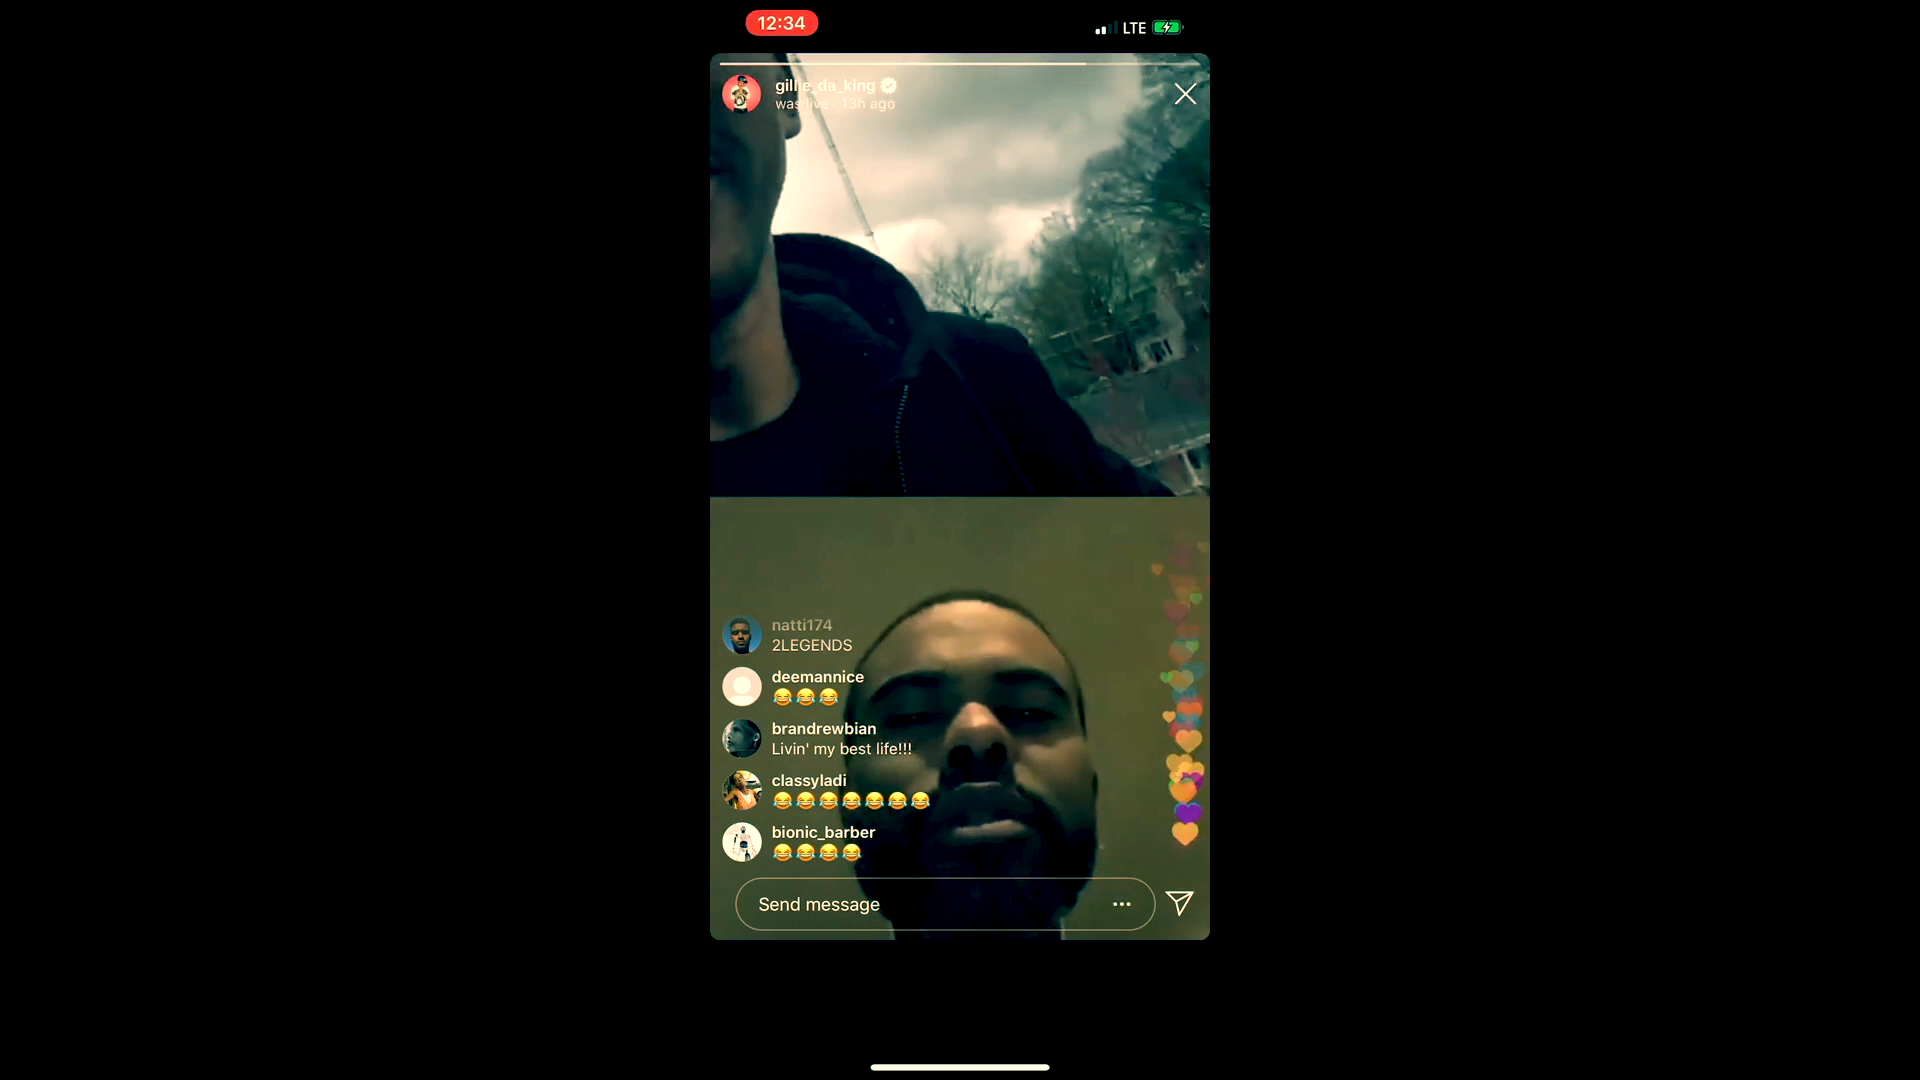 12:34
LTE
gillie_da_king
was live · 13h ago
natti174
2LEGENDS
deemannice
😂😂😂
brandrewbian
Livin' my best life!!!
classyladi
😂😂😂😂😂😂😂
bionic_barber
😂😂😂😂
Send message